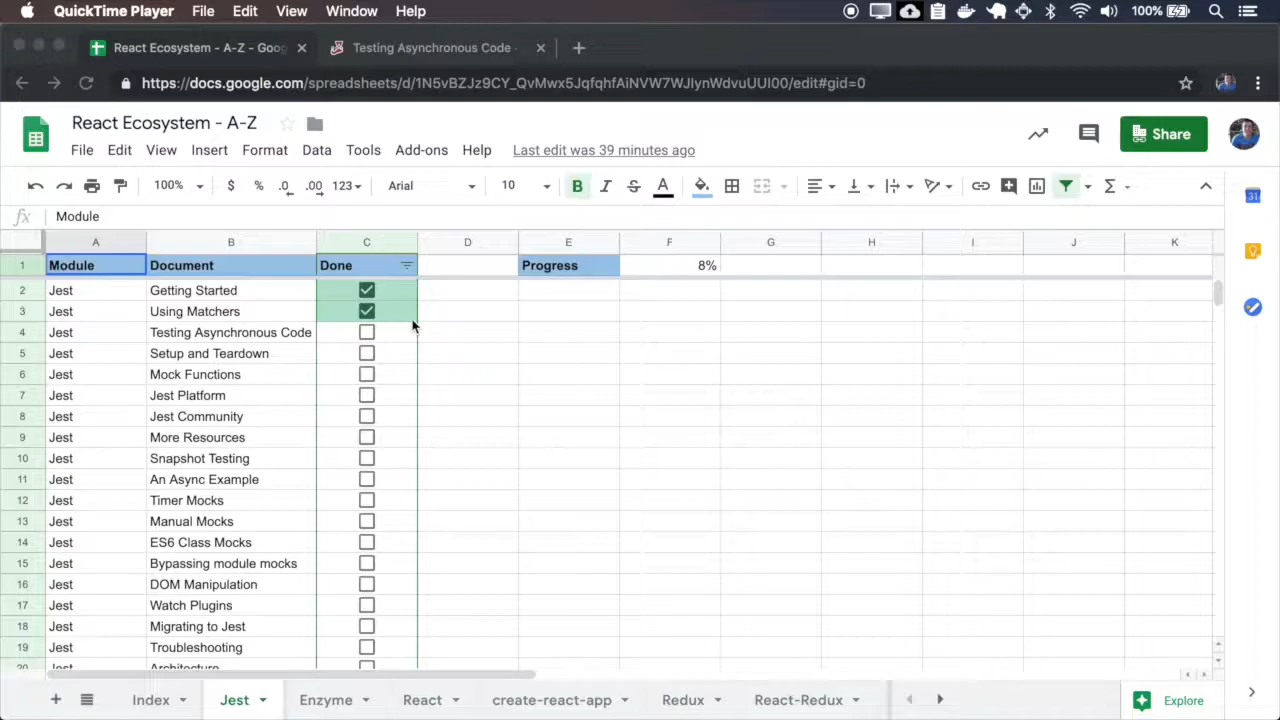 QuickTime Player File Edit View Window Help 100%
React Ecosystem - A-Z - Goog Testing Asynchronous Code
https://docs.google.com/spreadsheets/d/1N5vBZJz9CY_QvMwx5JqfqhfAiNVW7WJIynWdvuUUI00/edit#gid=0
React Ecosystem - A-Z
File Edit View Insert Format Data Tools Add-ons Help Last edit was 39 minutes ago
Share
100% $ % .0 .00 123 Arial 10 B I S A
fx Module
A B C D E F G H I J K
1 Module Document Done Progress 8%
2 Jest Getting Started
3 Jest Using Matchers
4 Jest Testing Asynchronous Code
5 Jest Setup and Teardown
6 Jest Mock Functions
7 Jest Jest Platform
8 Jest Jest Community
9 Jest More Resources
10 Jest Snapshot Testing
11 Jest An Async Example
12 Jest Timer Mocks
13 Jest Manual Mocks
14 Jest ES6 Class Mocks
15 Jest Bypassing module mocks
16 Jest DOM Manipulation
17 Jest Watch Plugins
18 Jest Migrating to Jest
19 Jest Troubleshooting
20 Jest Architecture
Index Jest Enzyme React create-react-app Redux React-Redux Explore
31